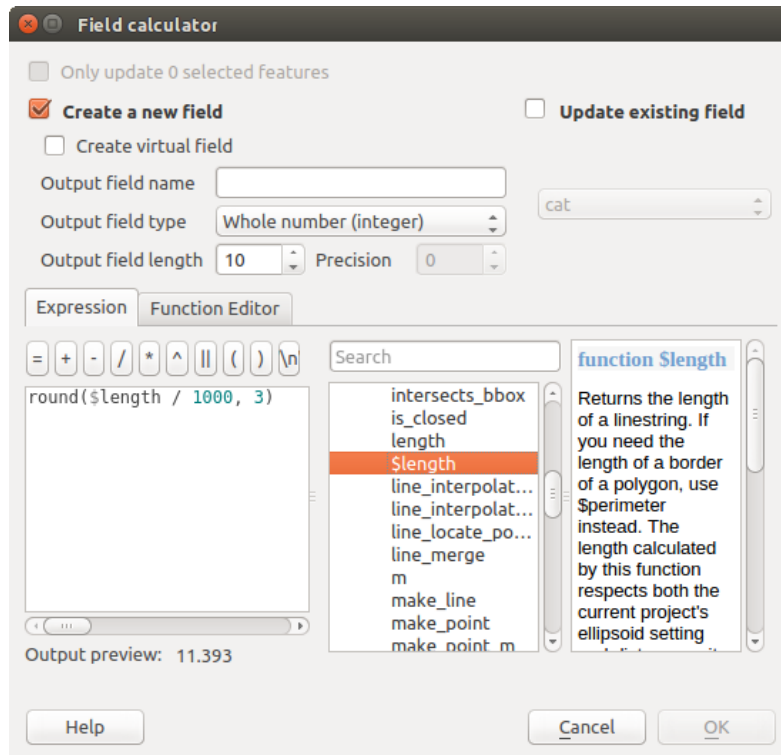 Field calculator
Only update 0 selected features
Create a new field
Update existing field
Create virtual field
Output field name
cat
Output field type Whole number (integer)
Output field length 10 Precision 0
Expression Function Editor
= + - / * ^ || ( ) \n'
round($length / 1000, 3)
Output preview: 11.393
Search
intersects_bbox
is_closed
length
$length
line_interpolat...
line_interpolat...
line_locate_po...
line_merge
m
make_line
make_point
make_point_m
function $length
Returns the length
of a linestring. If
you need the
length of a border
of a polygon, use
$perimeter
instead. The
length calculated
by this function
respects both the
current project's
ellipsoid setting
Help Cancel OK